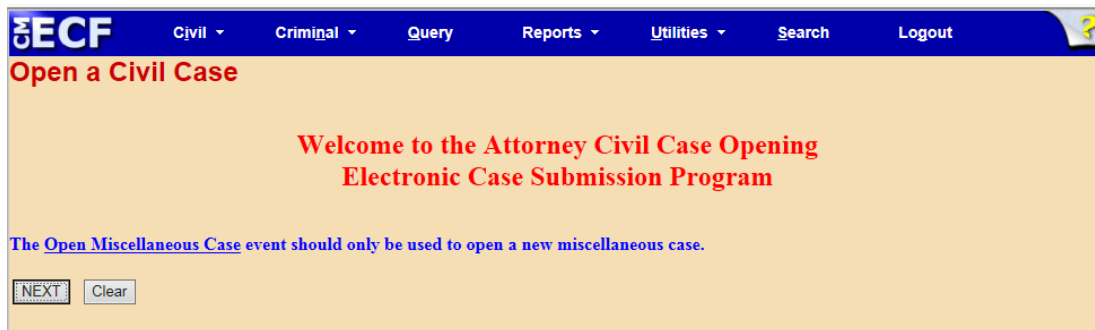 CM ECF Civil Criminal Query Reports Utilities Search Logout ?
Open a Civil Case
Welcome to the Attorney Civil Case Opening
Electronic Case Submission Program
The Open Miscellaneous Case event should only be used to open a new miscellaneous case.
NEXT Clear